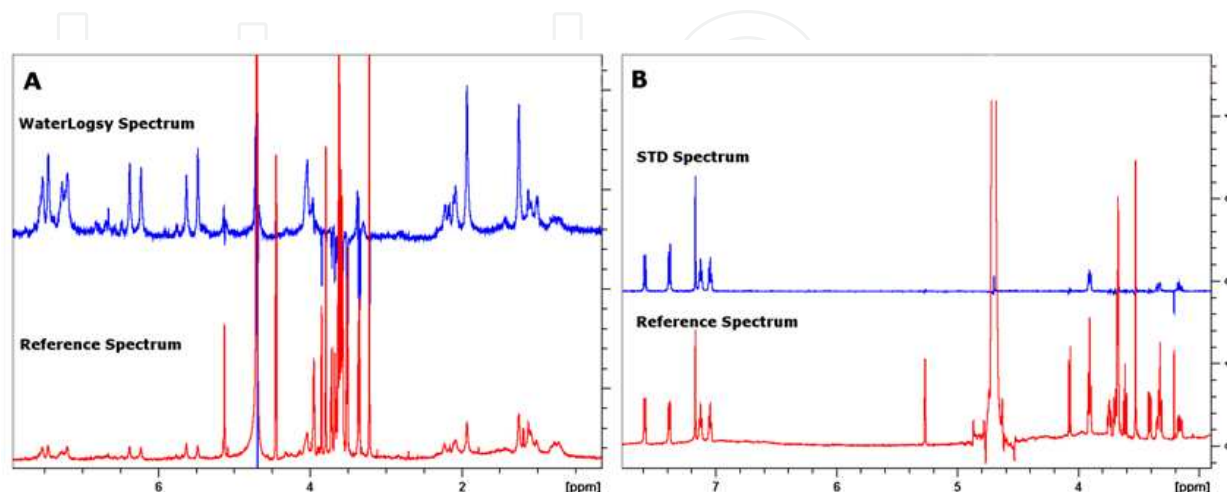 A
WaterLogsy Spectrum
Reference Spectrum
6
4
2
[ppm]
B
STD Spectrum
Reference Spectrum
7
6
5
4
[ppm]